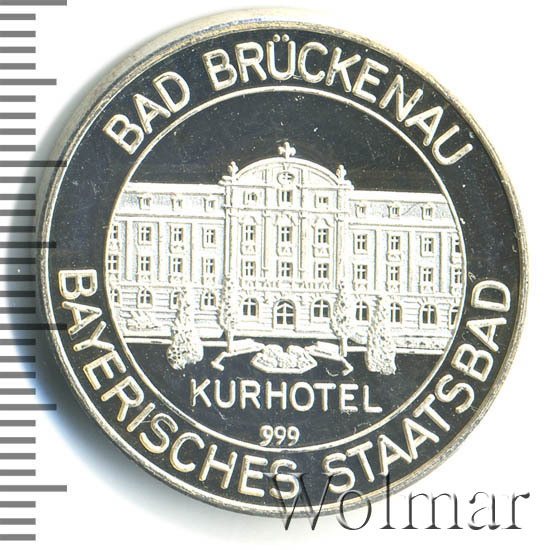 BAD BRÜCKENAU
KURHOTEL
999
BAYERISCHES STAATSBAD
Wolmar